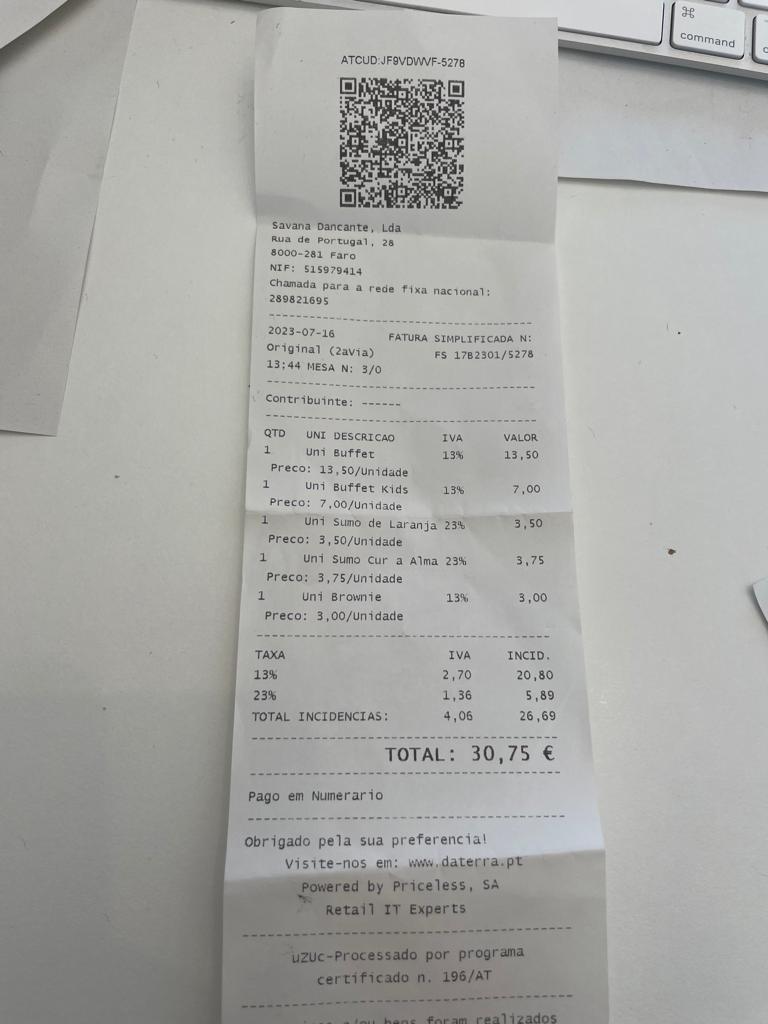 ⌘
command
ATCUD:JF9VDWVF-5278
Savana Dancante, Lda
Rua de Portugal, 28
8000-281 Faro
NIF: 515979414
Chamada para a rede fixa nacional:
289821695
2023-07-16 FATURA SIMPLIFICADA N:
Original (2aVia) FS 17B2301/5278
13;44 MESA N: 3/0
Contribuinte: ------
QTD UNI DESCRICAO IVA VALOR
1 Uni Buffet 13% 13,50
Preco: 13,50/Unidade
1 Uni Buffet Kids 13% 7,00
Preco: 7,00/Unidade
1 Uni Sumo de Laranja 23% 3,50
Preco: 3,50/Unidade
1 Uni Sumo Cur a Alma 23% 3,75
Preco: 3,75/Unidade
1 Uni Brownie 13% 3,00
Preco: 3,00/Unidade
TAXA IVA INCID.
13% 2,70 20,80
23% 1,36 5,89
TOTAL INCIDENCIAS: 4,06 26,69
TOTAL: 30,75 €
Pago em Numerario
Obrigado pela sua preferencia!
Visite-nos em: www.daterra.pt
Powered by Priceless, SA
Retail IT Experts
uZUc-Processado por programa
certificado n. 196/AT
e/ou bens foram realizados